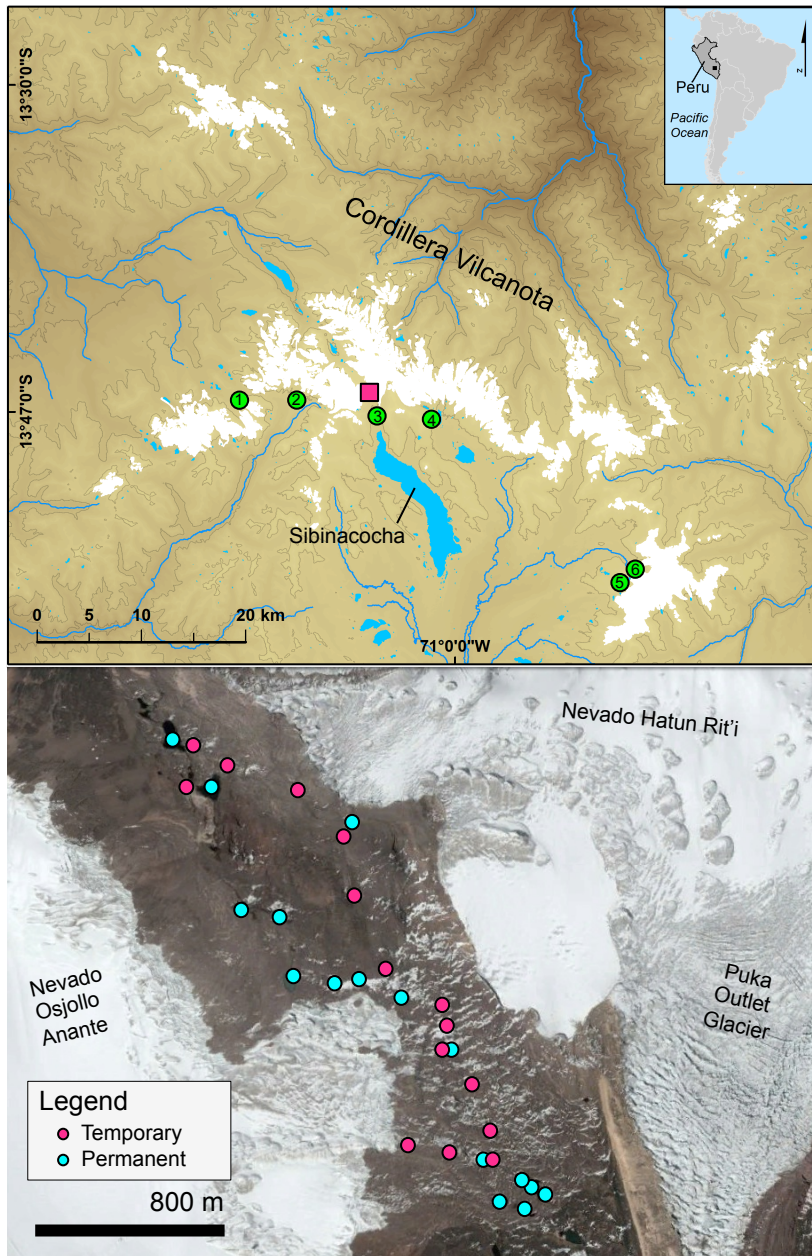 13°30'0"S
13°47'0"S
Peru
Pacific
Ocean
z
Cordillera Vilcanota
1
2
3
4
Sibinacocha
5
6
0 5 10 20 km
71°0'0"W
Nevado Hatun Rit'i
Nevado
Osjollo
Anante
Puka
Outlet
Glacier
Legend
Temporary
Permanent
800 m